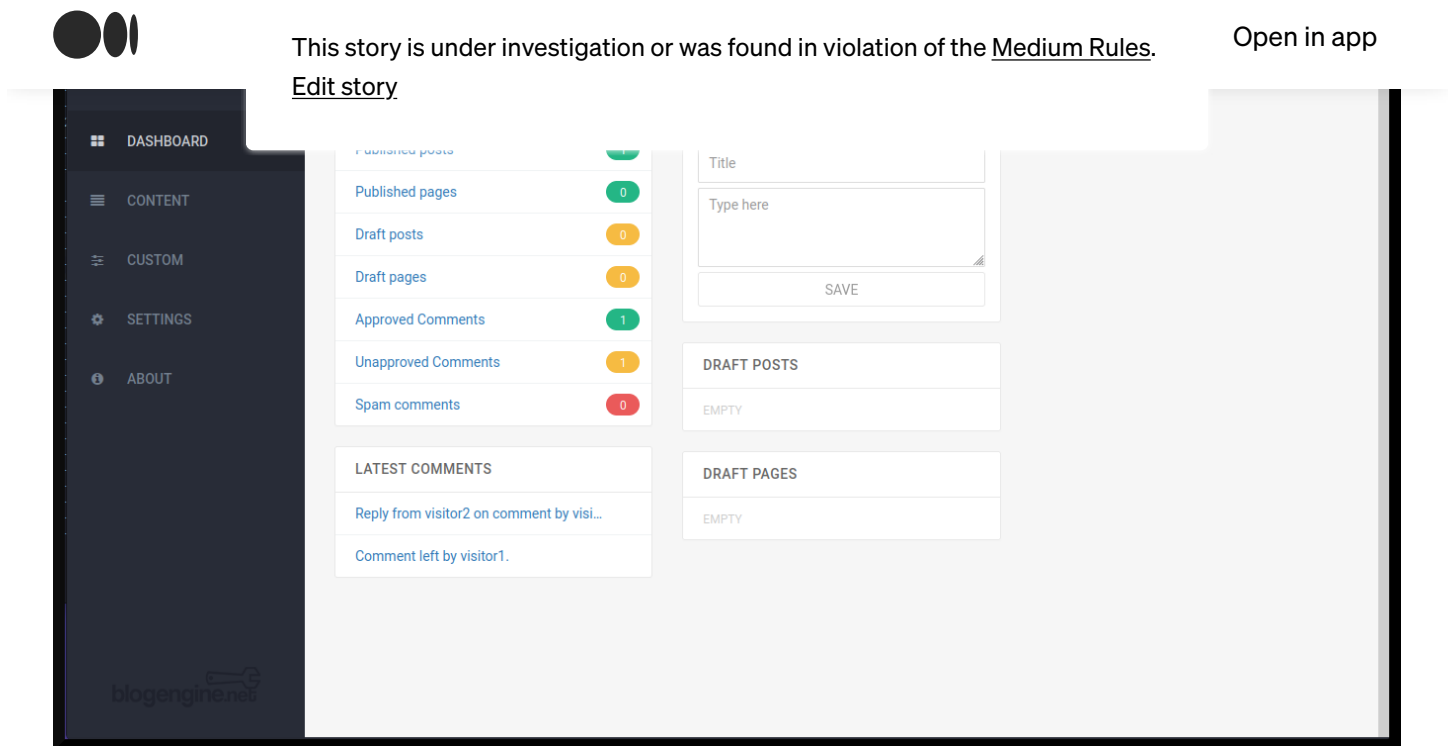 This story is under investigation or was found in violation of the Medium Rules.
Edit story
Open in app
DASHBOARD
CONTENT
CUSTOM
SETTINGS
ABOUT
blogengine.net
Published posts 1
Published pages 0
Draft posts 0
Draft pages 0
Approved Comments 1
Unapproved Comments 1
Spam comments 0
LATEST COMMENTS
Reply from visitor2 on comment by visi...
Comment left by visitor1.
Title
Type here
SAVE
DRAFT POSTS
EMPTY
DRAFT PAGES
EMPTY